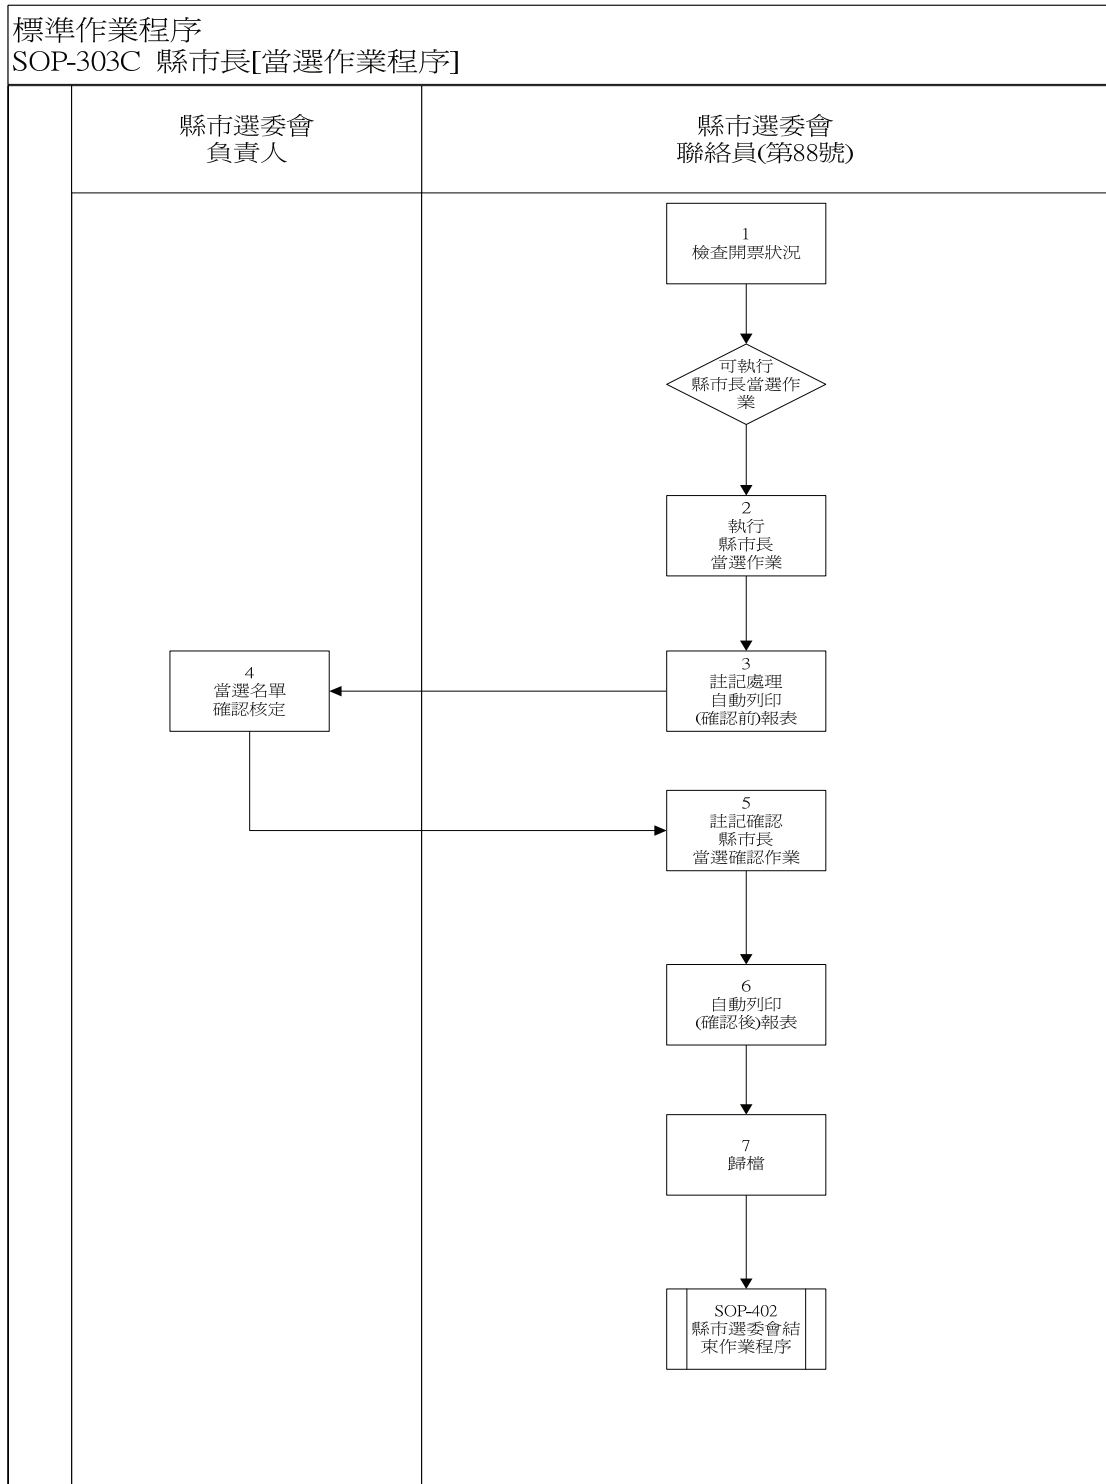 標準作業程序
SOP-303C 縣市長[當選作業程序]
縣市選委會
負責人
縣市選委會
聯絡員(第88號)
1
檢查開票狀況
可執行
縣市長當選作
業
2
執行
縣市長
當選作業
3
註記處理
自動列印
(確認前)報表
4
當選名單
確認核定
5
註記確認
縣市長
當選確認作業
6
自動列印
(確認後)報表
7
歸檔
SOP-402
縣市選委會結
束作業程序